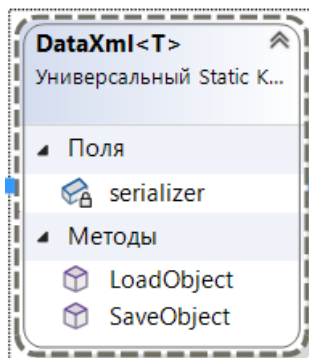 DataXml<T>
Универсальный Static К...
Поля
serializer
Методы
LoadObject
SaveObject